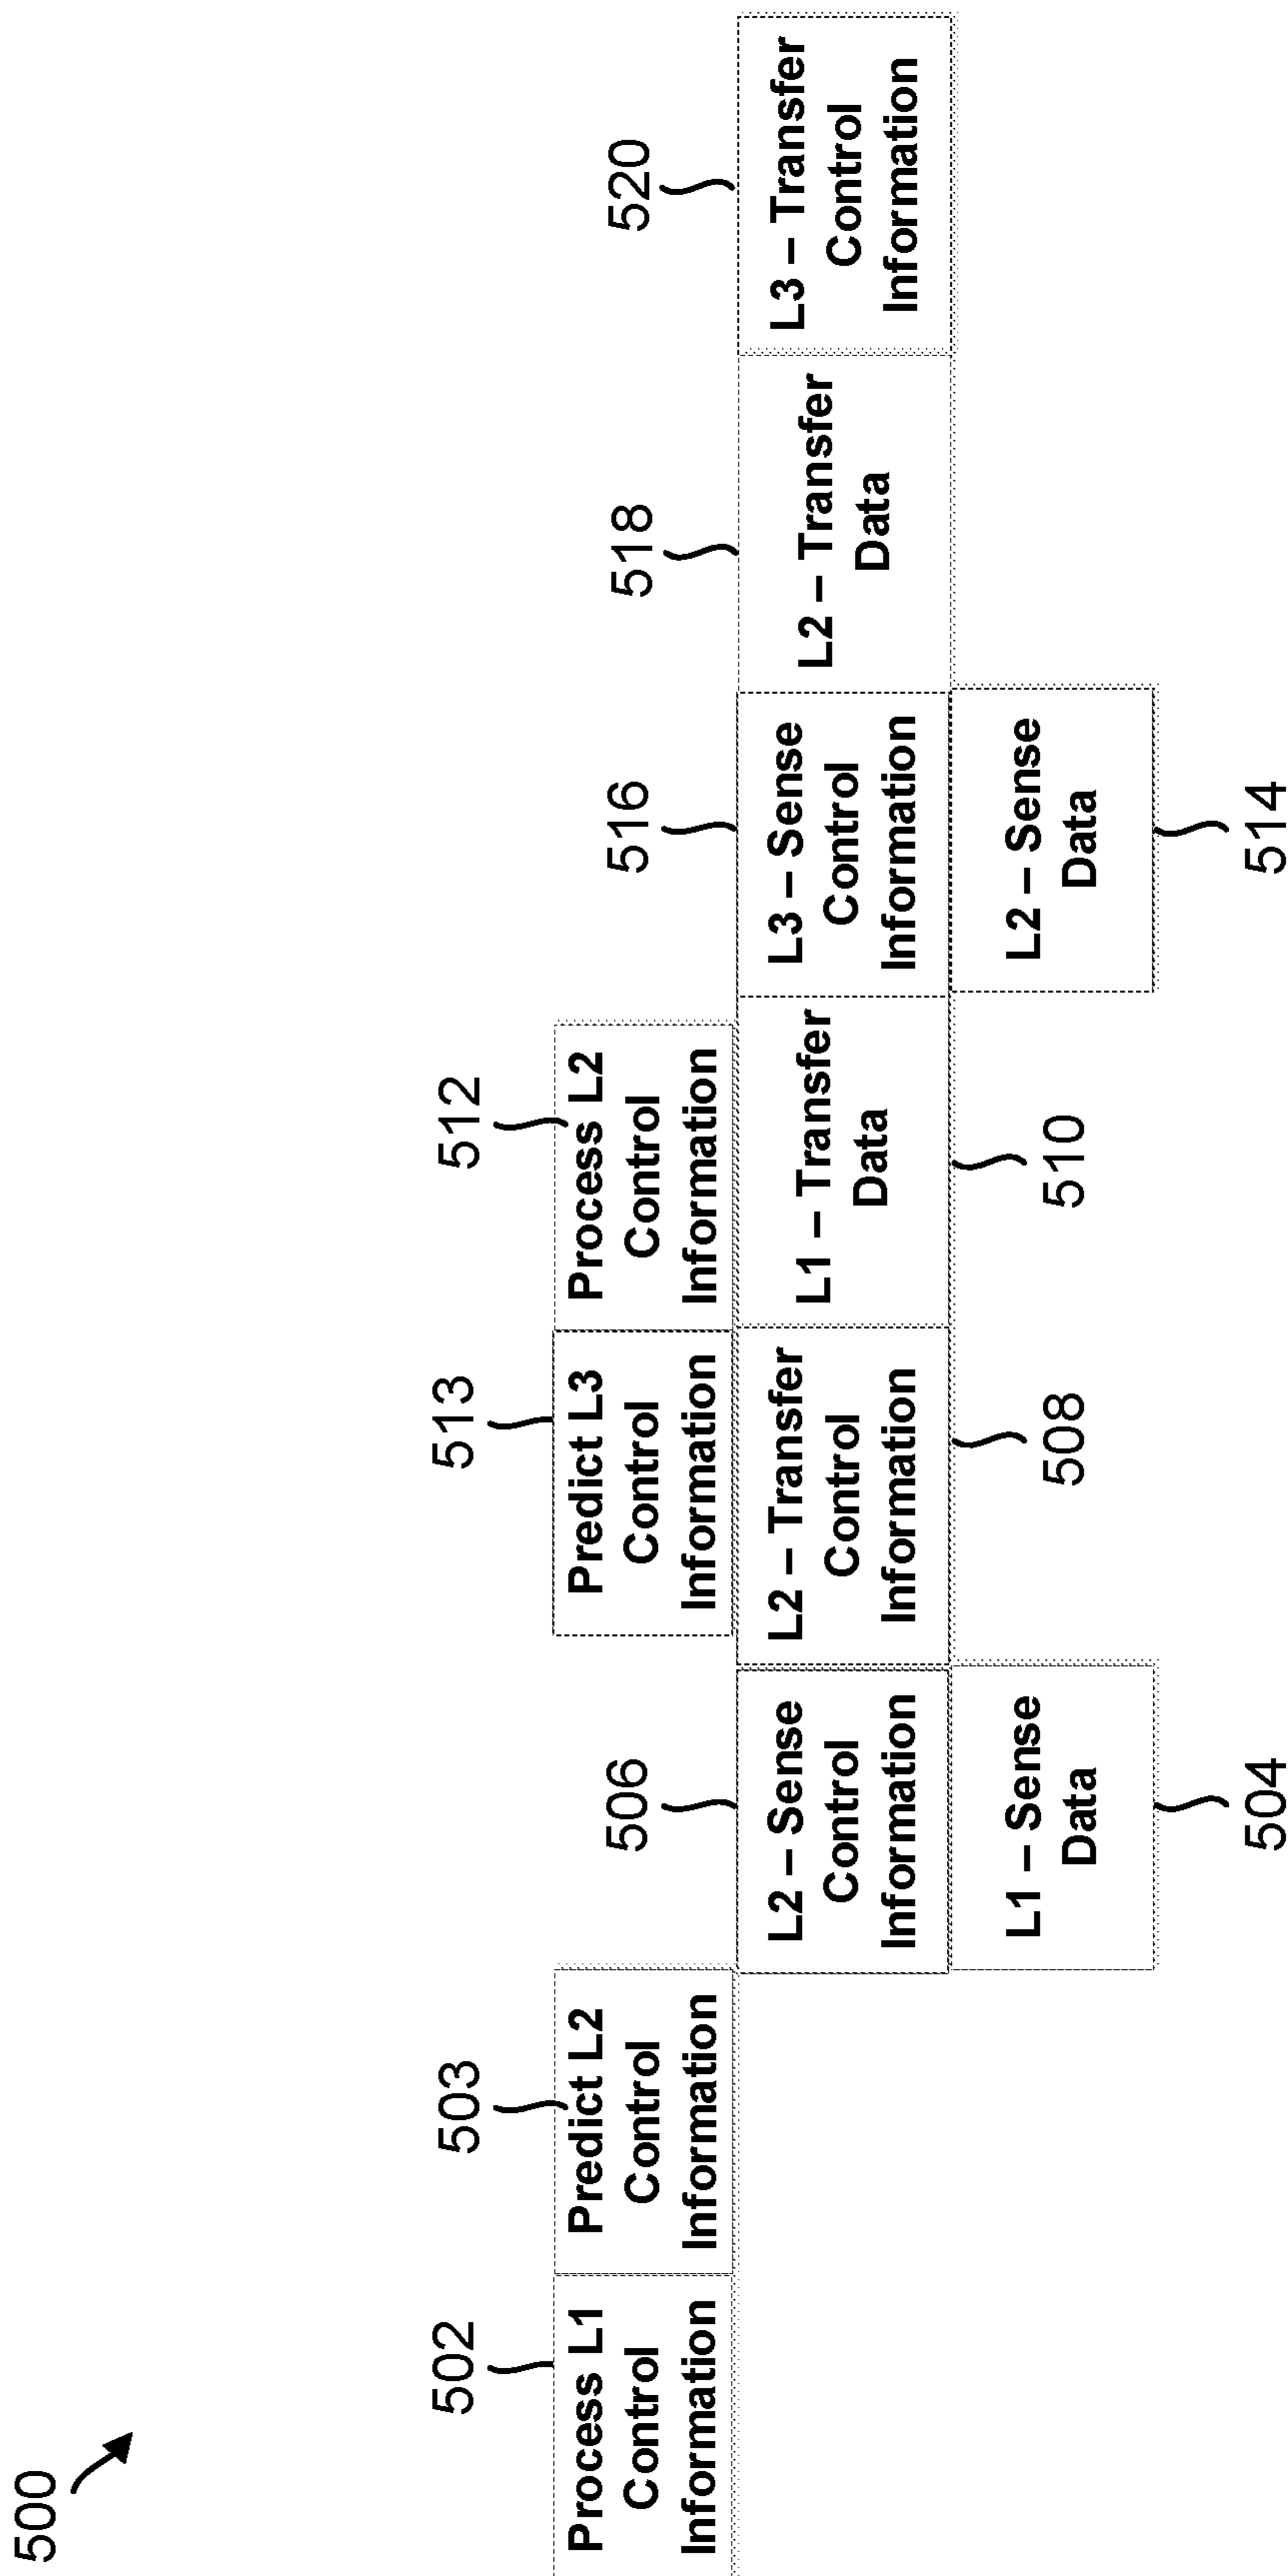 500
502
Process L1
Control
Information
503
Predict L2
Control
Information
506
L2 – Sense
Control
Information
L1 – Sense
Data
504
513
Predict L3
Control
Information
L2 – Transfer
Control
Information
508
512
Process L2
Control
Information
L1 – Transfer
Data
510
516
L3 – Sense
Control
Information
L2 – Sense
Data
514
518
L2 – Transfer
Data
520
L3 – Transfer
Control
Information